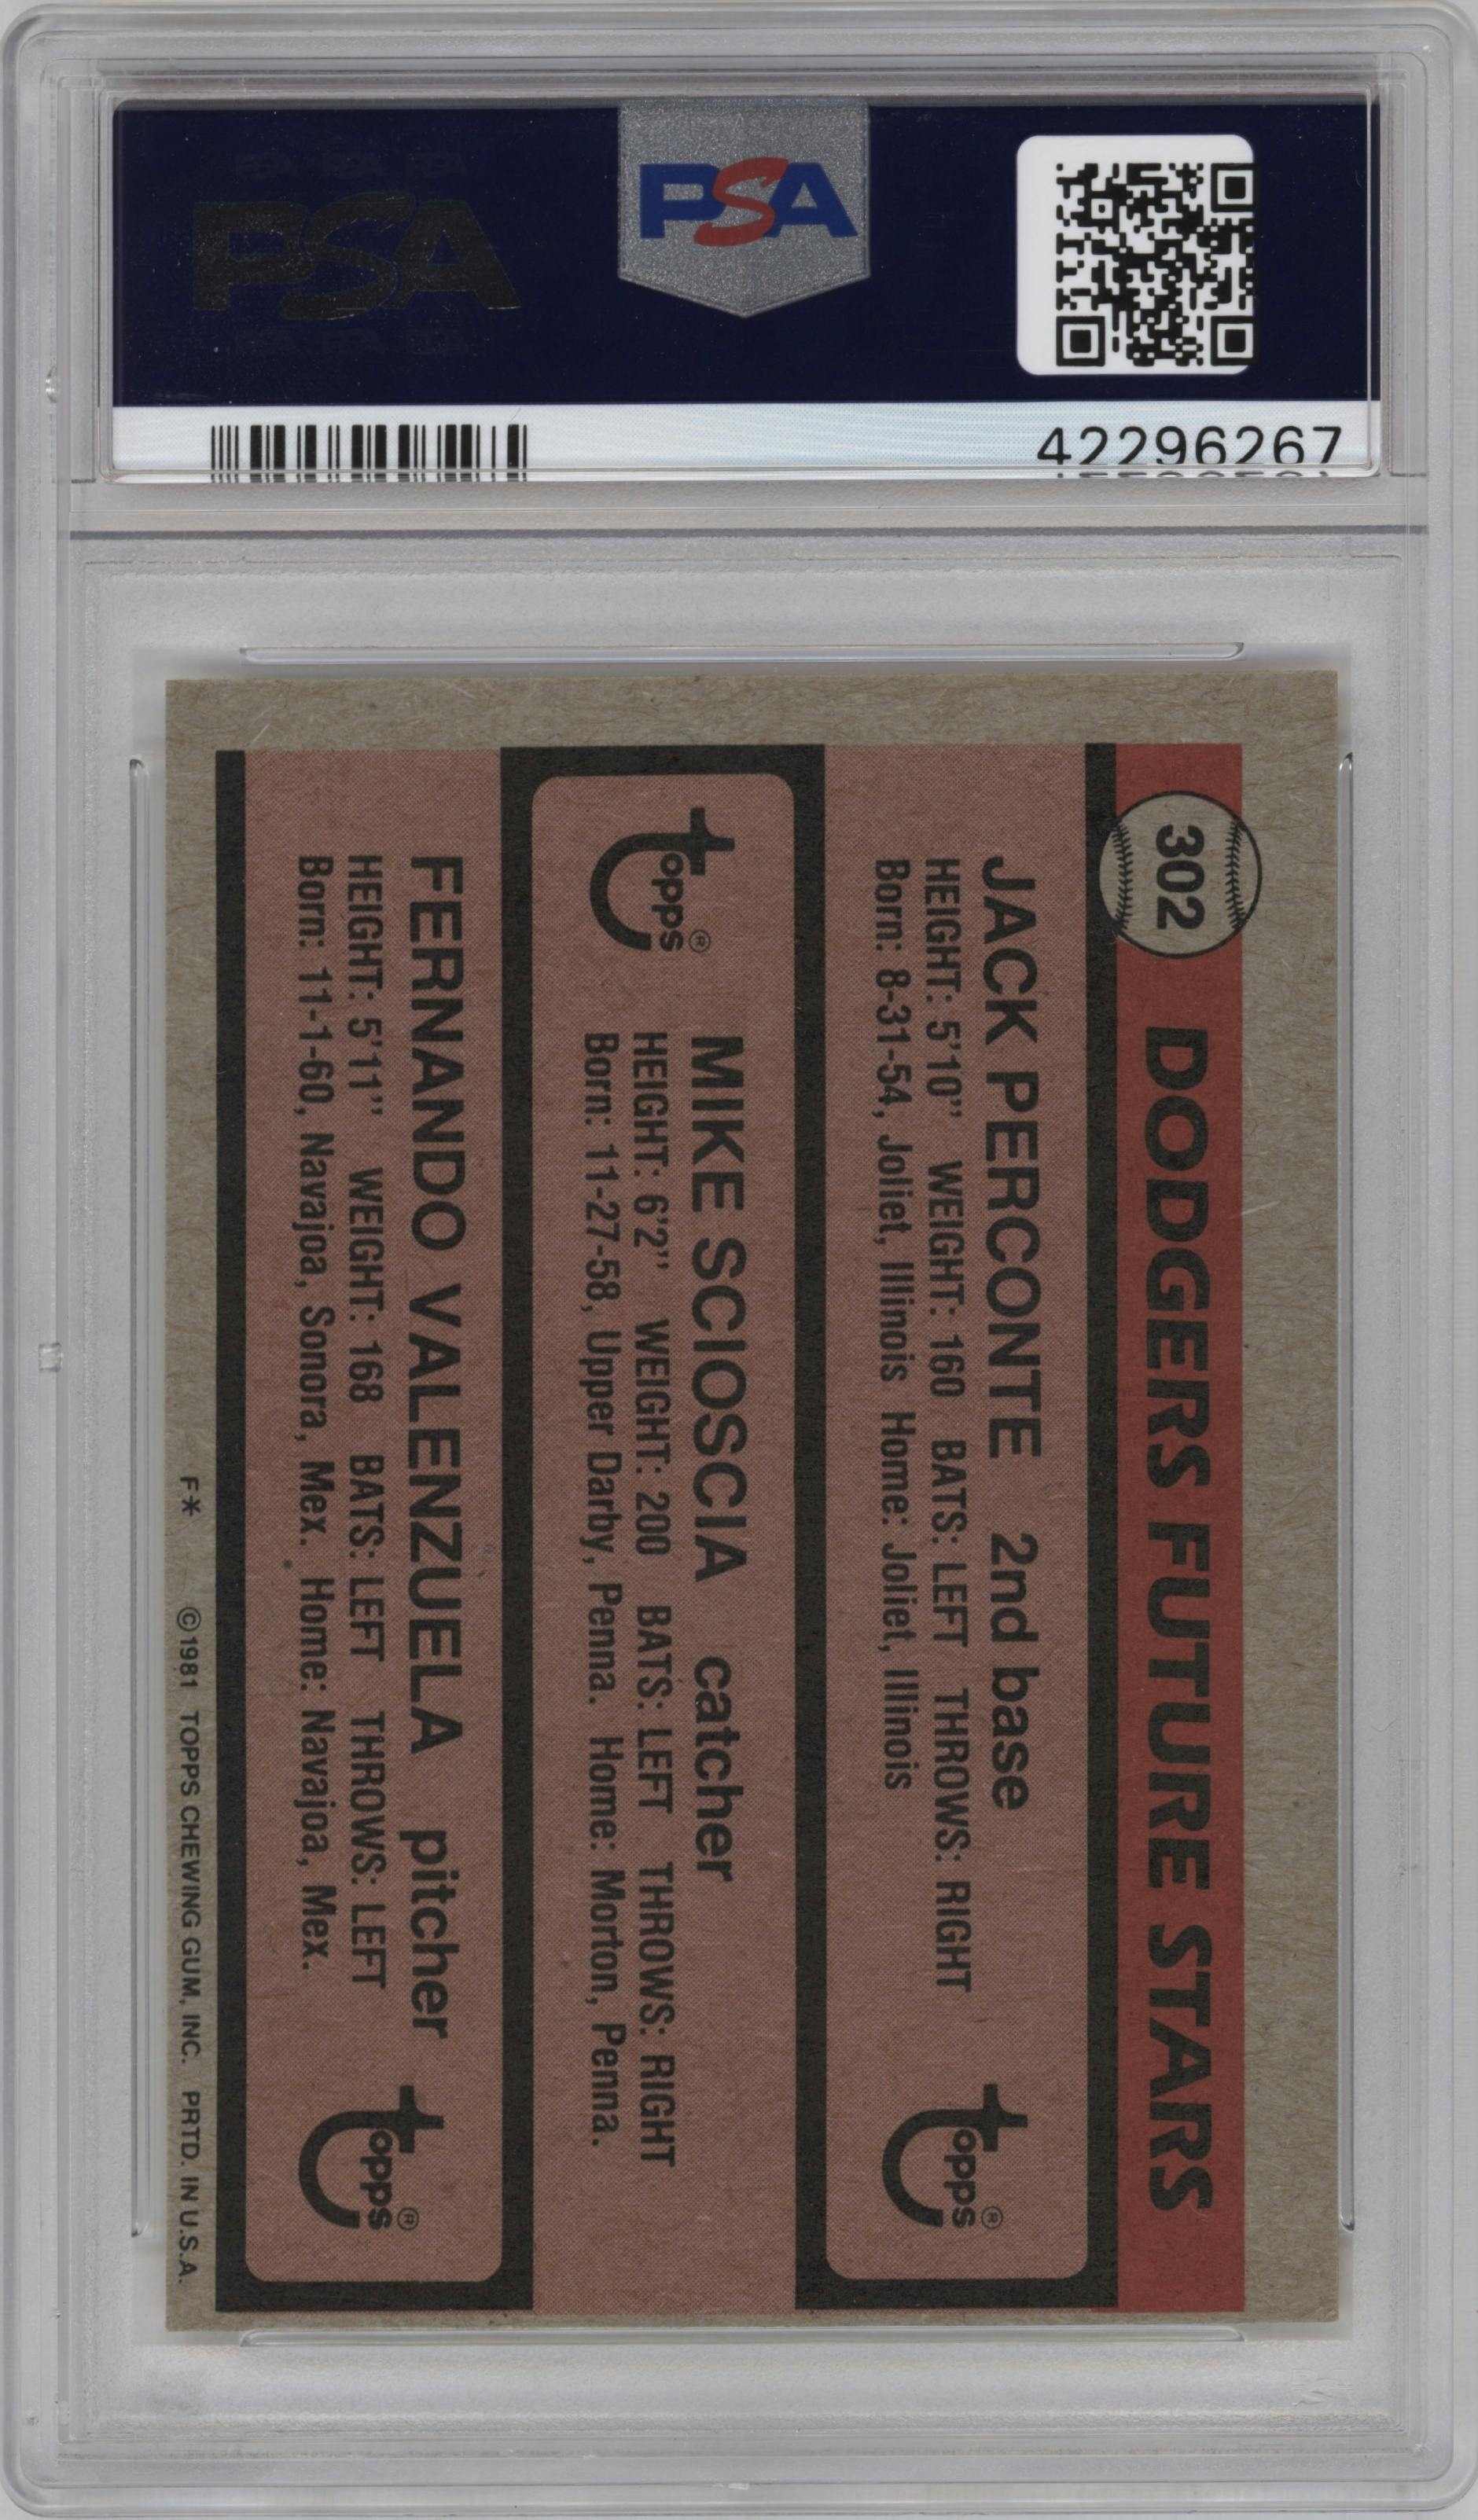 PSA
PSA
42296267
302 DODGERS FUTURE STARS
JACK PERCONTE 2nd base
HEIGHT: 5'10" WEIGHT: 160 BATS: LEFT THROWS: RIGHT
Born: 8-31-54, Joliet, Illinois Home: Joliet, Illinois
topps®
topps®
MIKE SCIOSCIA catcher
HEIGHT: 6'2" WEIGHT: 200 BATS: LEFT THROWS: RIGHT
Born: 11-27-58, Upper Darby, Penna. Home: Morton, Penna.
FERNANDO VALENZUELA pitcher
HEIGHT: 5'11" WEIGHT: 168 BATS: LEFT THROWS: LEFT
Born: 11-1-60, Navajoa, Sonora, Mex. Home: Navajoa, Mex.
topps®
F* ©1981 TOPPS CHEWING GUM, INC. PRTD. IN U.S.A.